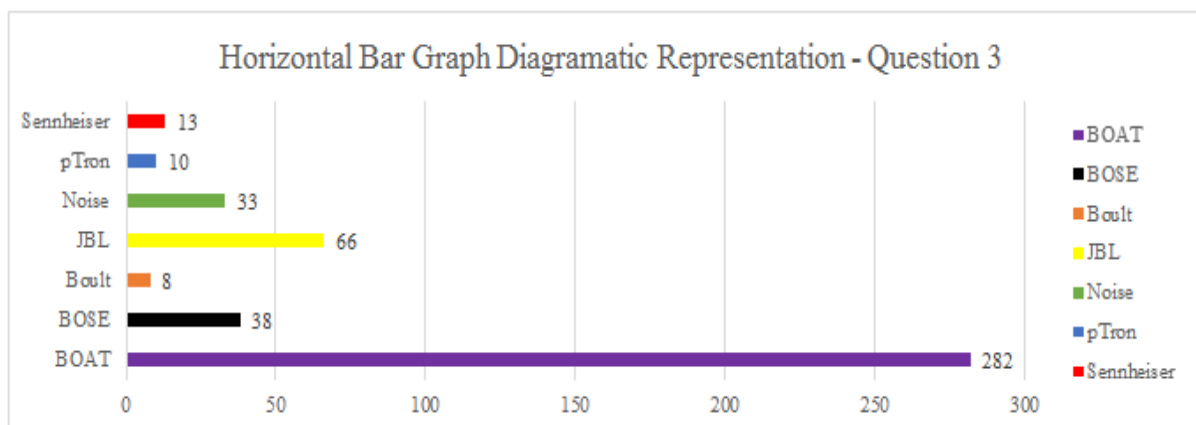 Horizontal Bar Graph Diagramatic Representation - Question 3
Sennheiser 13
pTron 10
Noise 33
JBL 66
Boult 8
BOSE 38
BOAT 282
0 50 100 150 200 250 300
BOAT
BOSE
Boult
JBL
Noise
pTron
Sennheiser